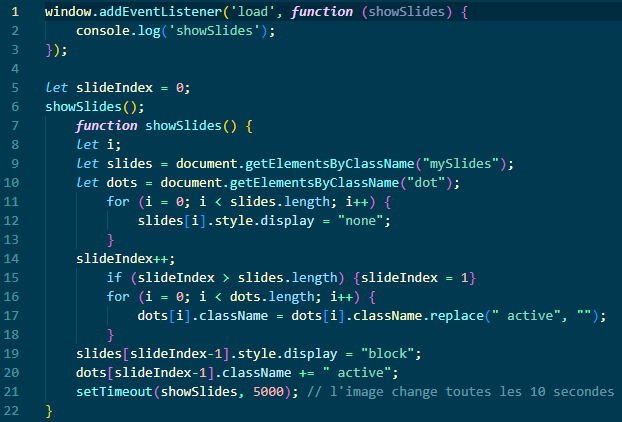 1 window.addEventListener('load', function (showSlides) {
2 console.log('showSlides');
3 });
4
5 let slideIndex = 0;
6 showSlides();
7 function showSlides() {
8 let i;
9 let slides = document.getElementsByClassName("mySlides");
10 let dots = document.getElementsByClassName("dot");
11 for (i = 0; i < slides.length; i++) {
12 slides[i].style.display = "none";
13 }
14 slideIndex++;
15 if (slideIndex > slides.length) {slideIndex = 1}
16 for (i = 0; i < dots.length; i++) {
17 dots[i].className = dots[i].className.replace(" active", "");
18 }
19 slides[slideIndex-1].style.display = "block";
20 dots[slideIndex-1].className += " active";
21 setTimeout(showSlides, 5000); // l'image change toutes les 10 secondes
22 }